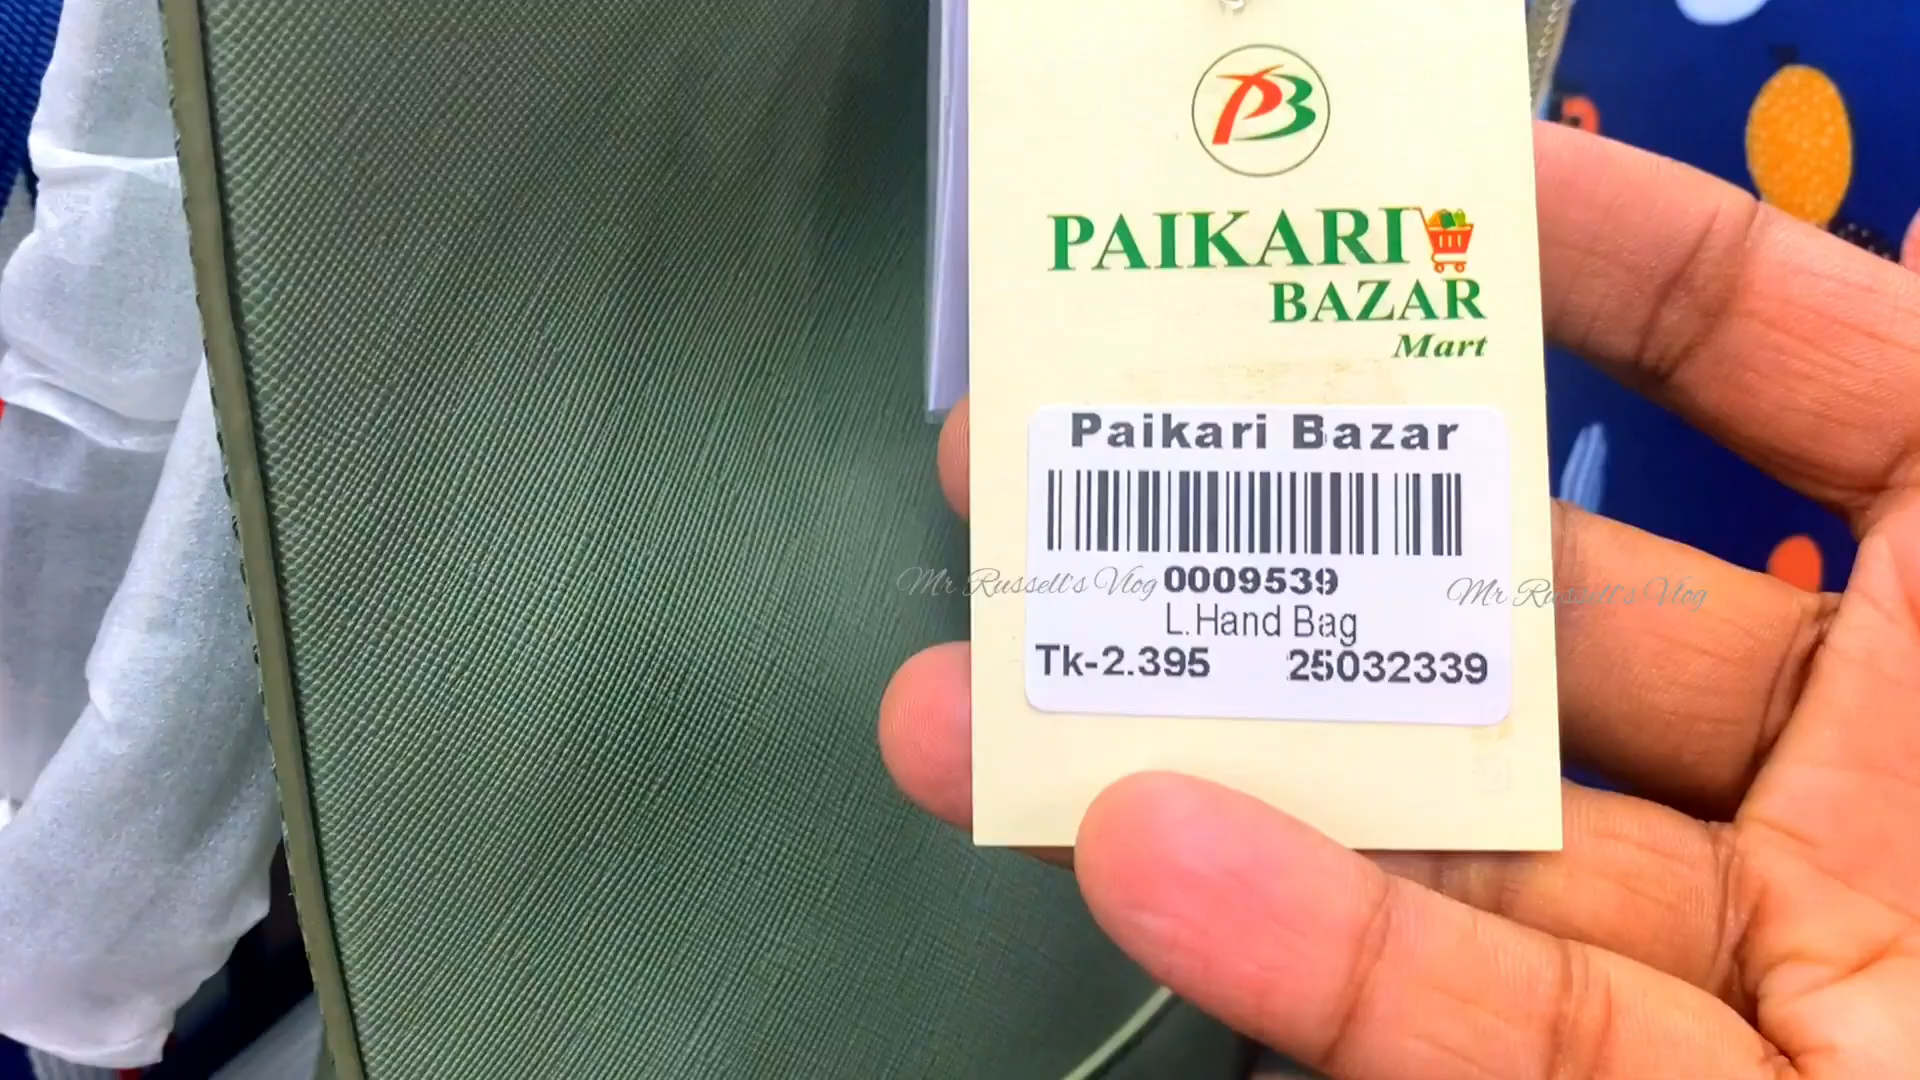 PB
PAIKARI
BAZAR
Mart
Paikari Bazar
0009539
L.Hand Bag
Tk-2.395 25032339
Mr Russell's Vlog
Mr Russell's Vlog